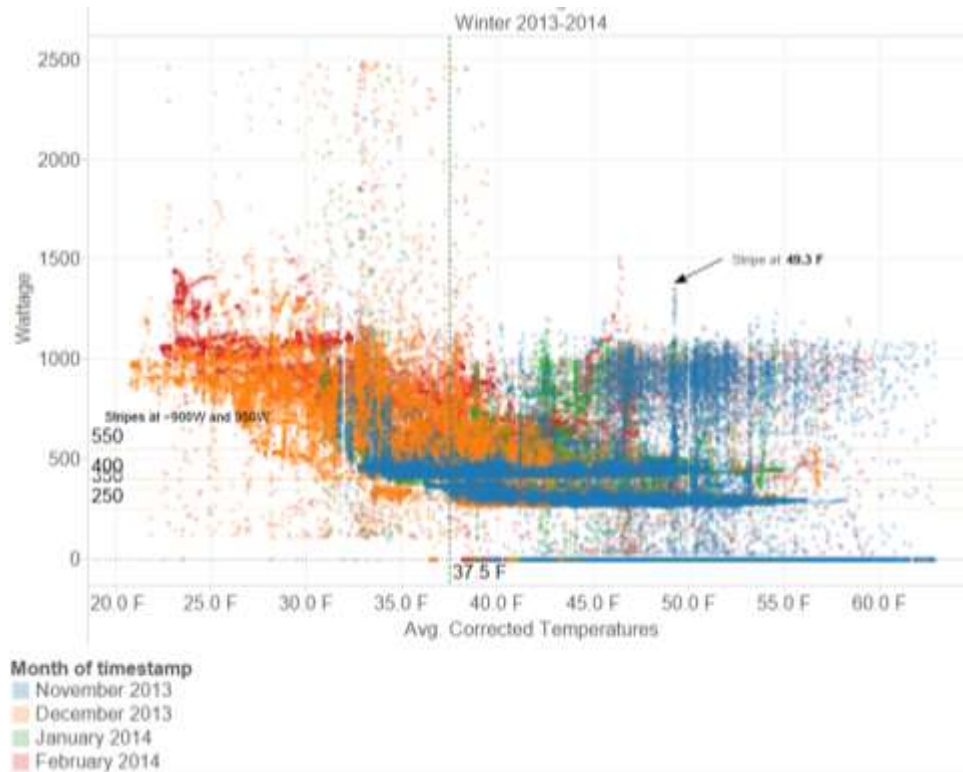 Winter 2013-2014
2500
2000
1500
1000
500
0
Wattage
Stripe at 49.3 F
Stripes at ≈900W and 950W
550
400
350
250
37.5 F
20.0 F 25.0 F 30.0 F 35.0 F 40.0 F 45.0 F 50.0 F 55.0 F 60.0 F
Avg. Corrected Temperatures
Month of timestamp
November 2013
December 2013
January 2014
February 2014